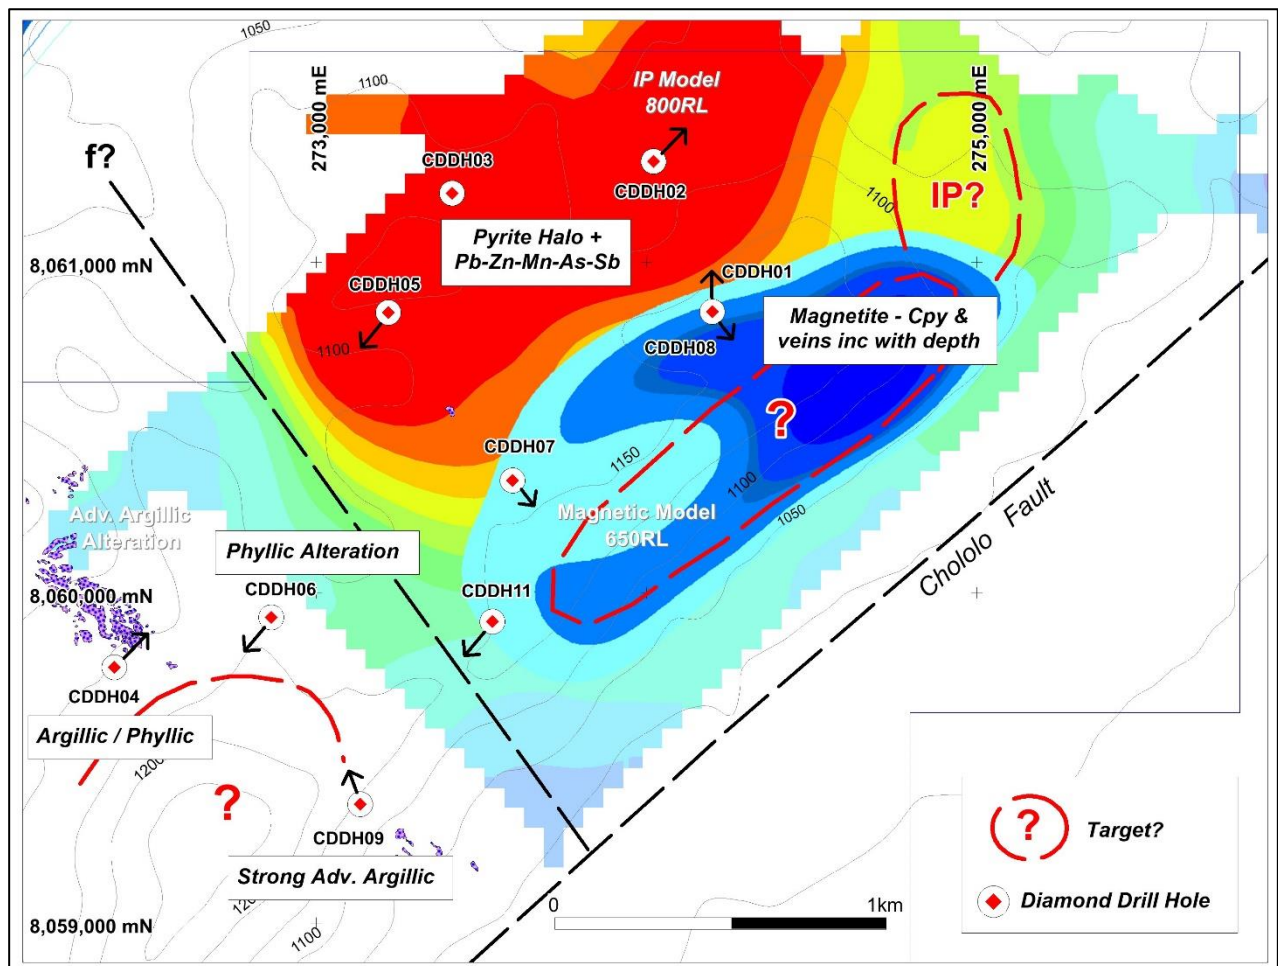 1050
1100
IP Model
800RL
273,000 mE
275,000 mE
f?
CDDH03
CDDH02
1100
IP?
Pyrite Halo +
Pb-Zn-Mn-As-Sb
8,061,000 mN
CDDH05
CDDH01
Magnetite - Cpy &
veins inc with depth
CDDH08
1100
?
CDDH07
1150
1100
1050
Magnetic Model
650RL
Adv. Argillic
Alteration
Phyllic Alteration
Chololo Fault
CDDH06
8,060,000 mN
CDDH11
CDDH04
Argillic / Phyllic
1200
?
CDDH09
Strong Adv. Argillic
8,059,000 mN
1100
0
1km
?
Target?
Diamond Drill Hole